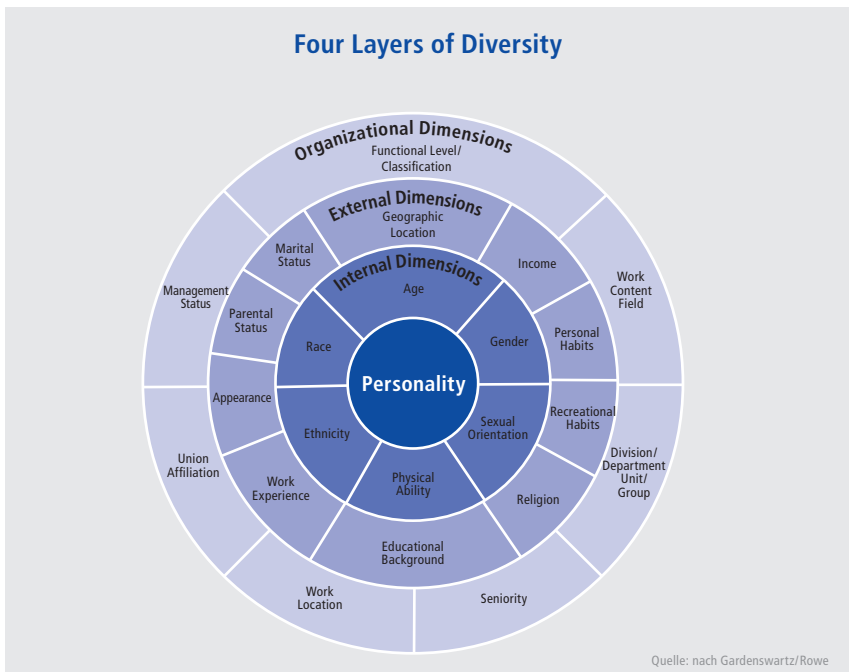 Four Layers of Diversity
Organizational Dimensions
Functional Level/
Classification
External Dimensions
Geographic
Location
Internal Dimensions
Age
Marital
Status
Income
Work
Content
Field
Management
Status
Parental
Status
Race
Gender
Personal
Habits
Personality
Appearance
Ethnicity
Sexual
Orientation
Recreational
Habits
Union
Affiliation
Work
Experience
Physical
Ability
Religion
Division/
Department
Unit/
Group
Educational
Background
Work
Location
Seniority
Quelle: nach Gardenswartz/Rowe